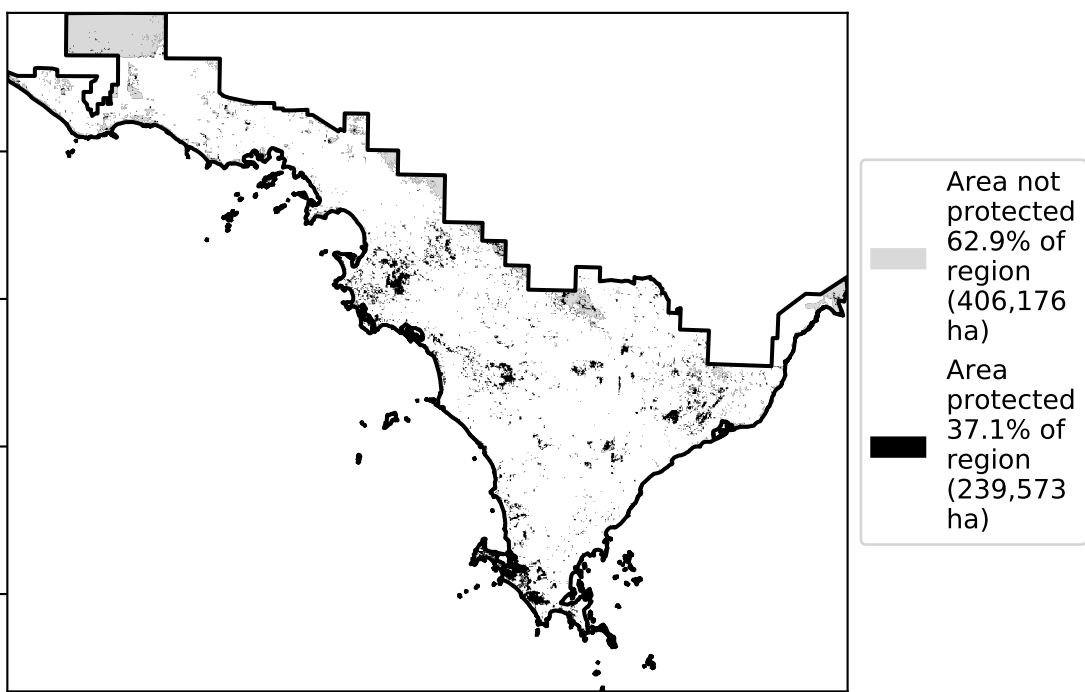 Area not
protected
62.9% of
region
(406,176
ha)
Area
protected
37.1% of
region
(239,573
ha)